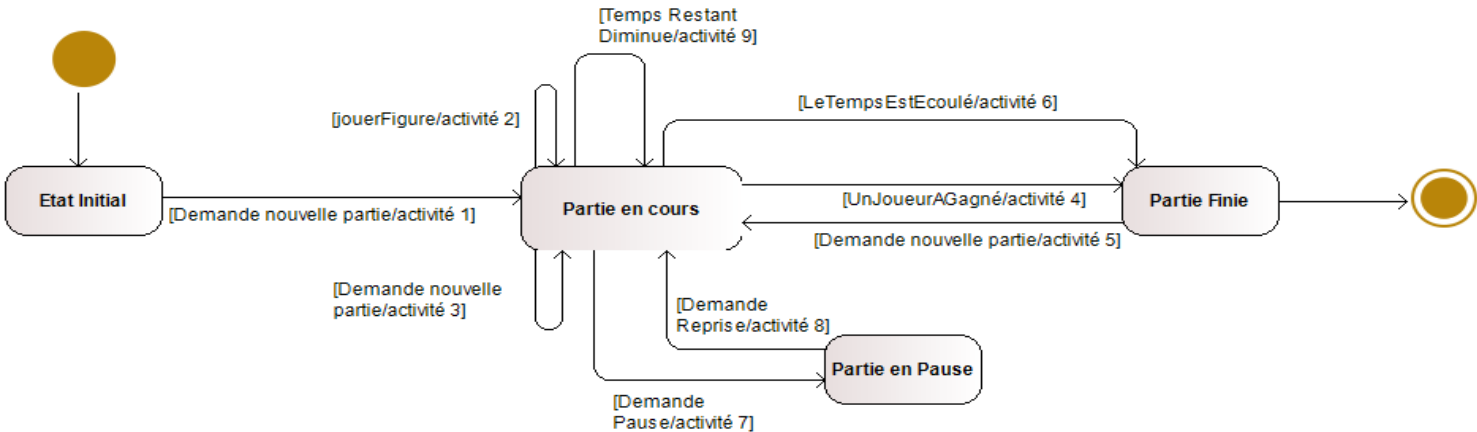 [Temps Restant
Diminue/activité 9]
[jouerFigure/activité 2]
[LeTempsEstEcoulé/activité 6]
Etat Initial
[Demande nouvelle partie/activité 1]
Partie en cours
[UnJoueurAGagné/activité 4]
Partie Finie
[Demande nouvelle partie/activité 5]
[Demande nouvelle
partie/activité 3]
[Demande
Reprise/activité 8]
Partie en Pause
[Demande
Pause/activité 7]